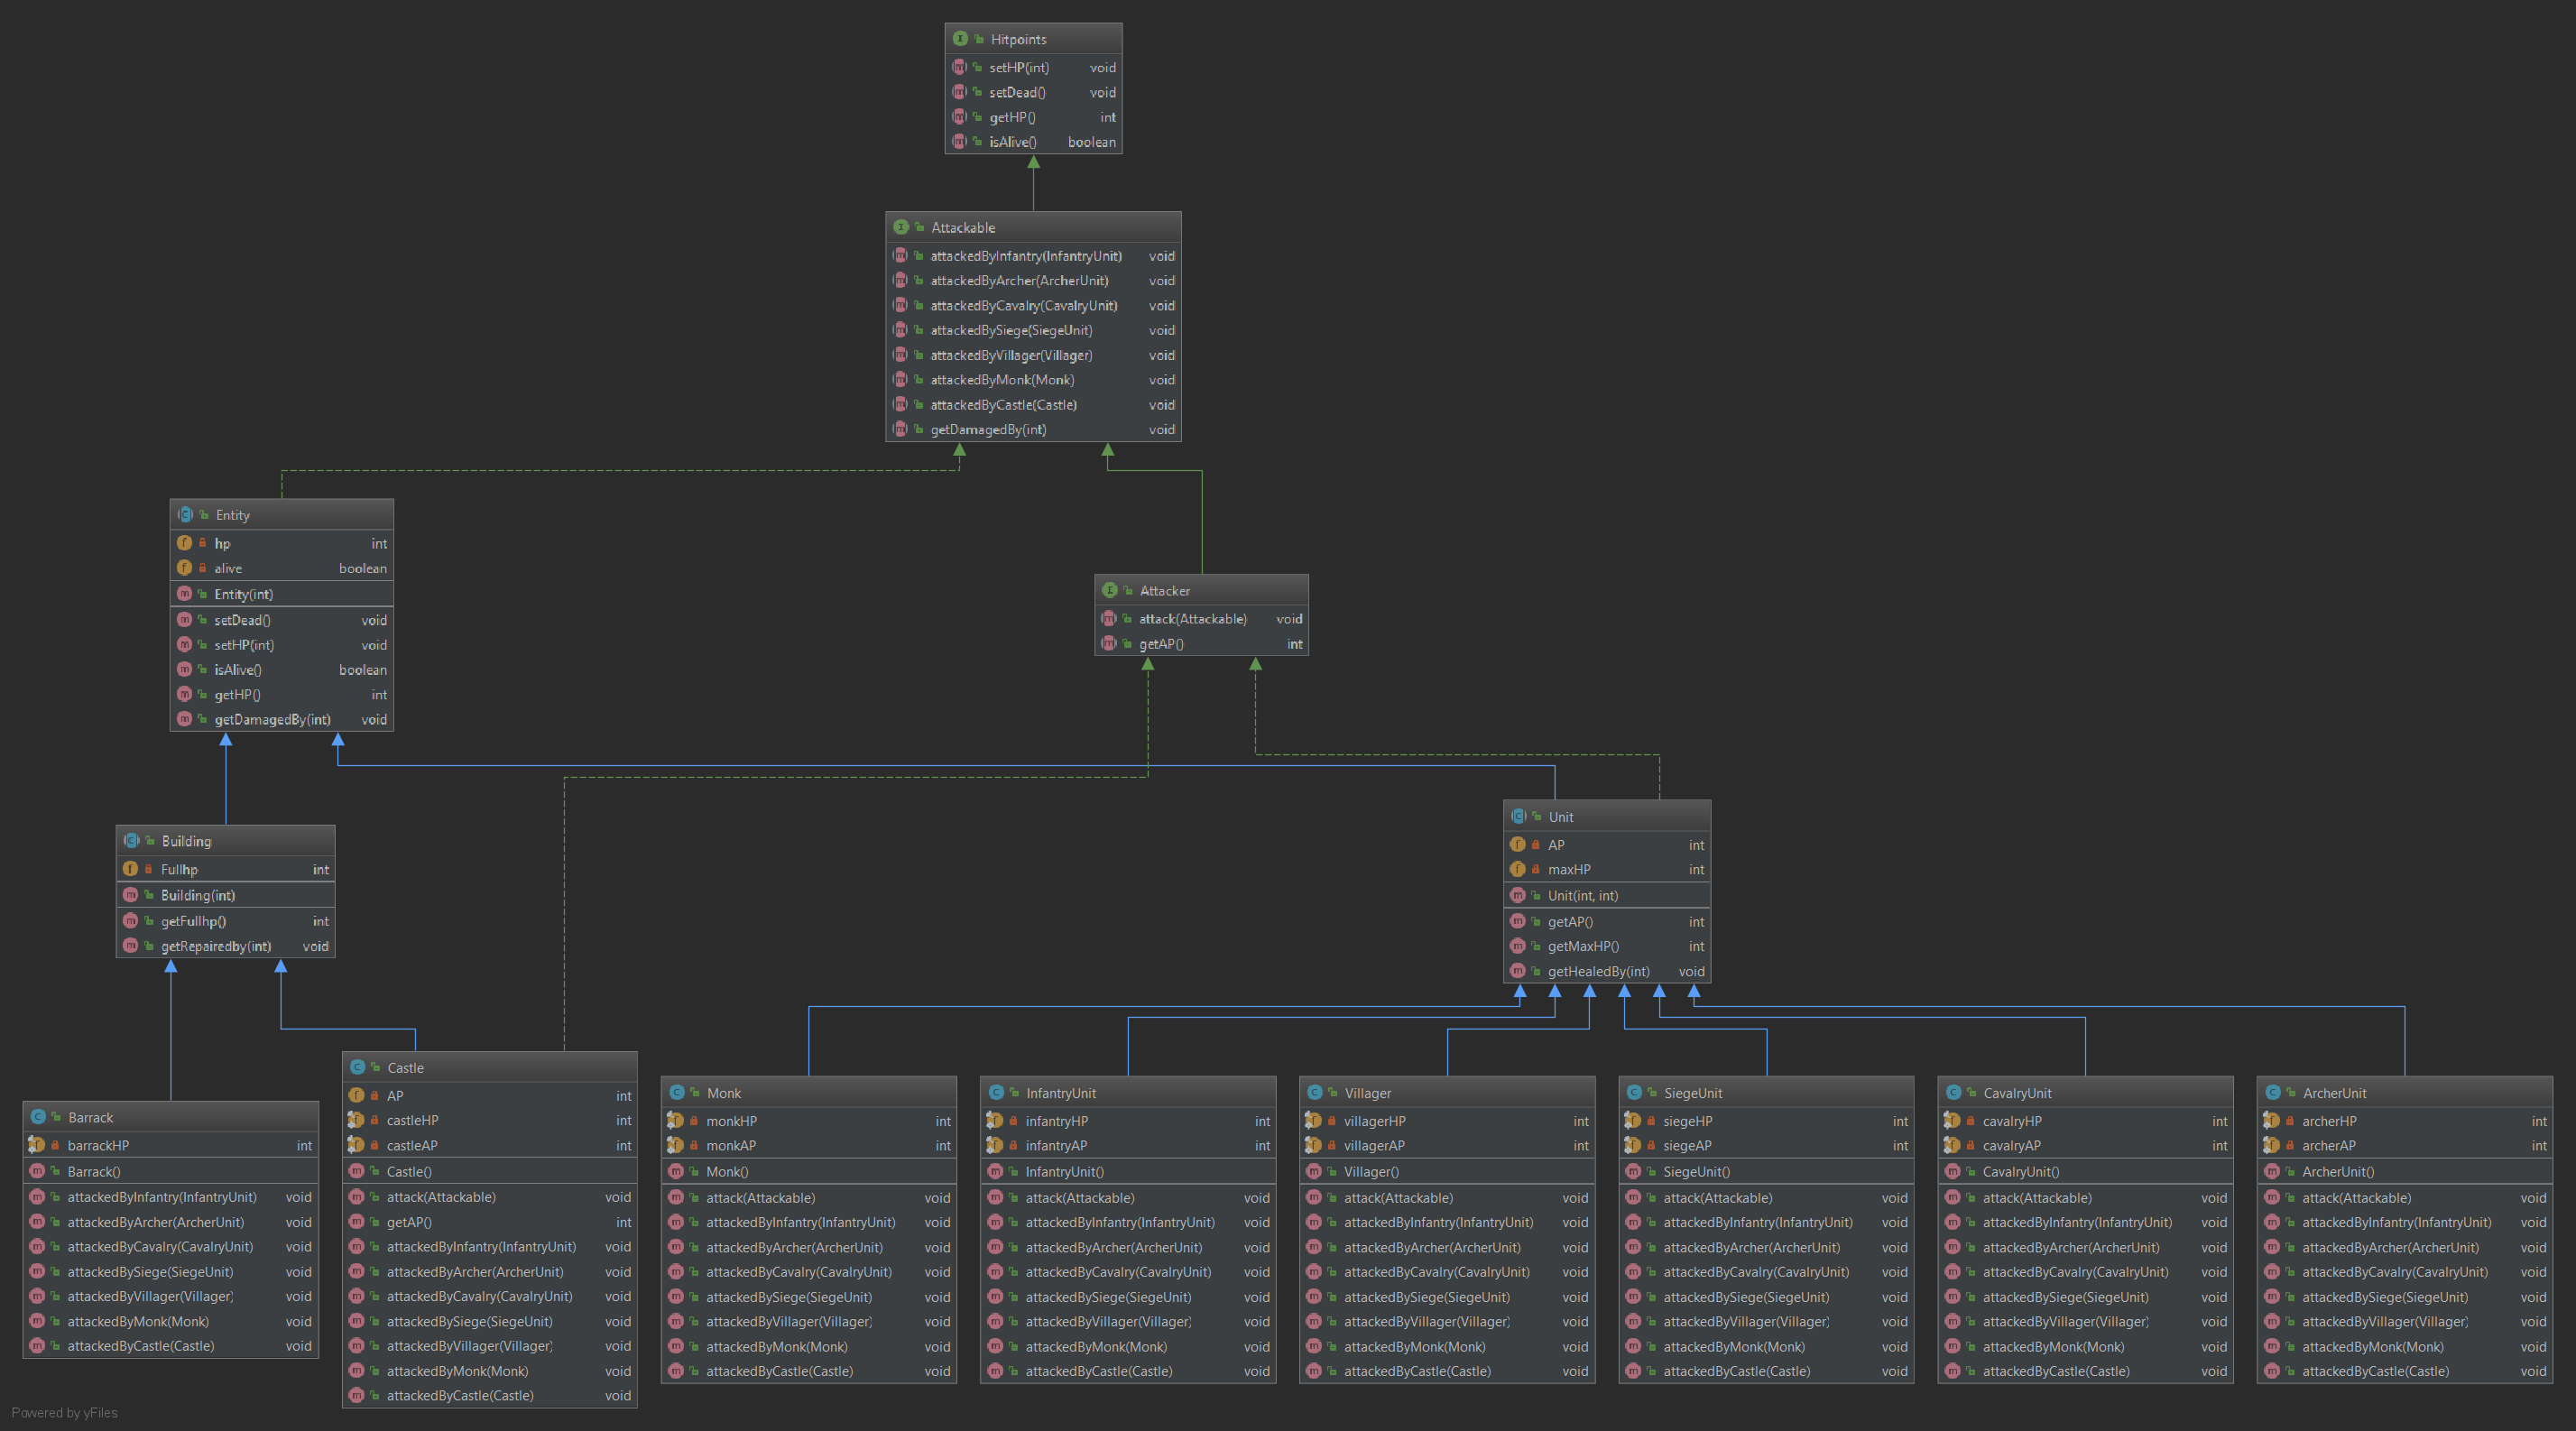 Hitpoints
setHP(int) void
setDead() void
getHP() int
isAlive() boolean
Attackable
attackedByInfantry(InfantryUnit) void
attackedByArcher(ArcherUnit) void
attackedByCavalry(CavalryUnit) void
attackedBySiege(SiegeUnit) void
attackedByVillager(Villager) void
attackedByMonk(Monk) void
attackedByCastle(Castle) void
getDamagedBy(int) void
Entity
hp int
alive boolean
Entity(int)
setDead() void
setHP(int) void
isAlive() boolean
getHP() int
getDamagedBy(int) void
Attacker
attack(Attackable) void
getAP() int
Building
Fullhp int
Building(int)
getFullhp() int
getRepairedby(int) void
Unit
AP int
maxHP int
Unit(int, int)
getAP() int
getMaxHP() int
getHealedBy(int) void
Barrack
barrackHP int
Barrack()
attackedByInfantry(InfantryUnit) void
attackedByArcher(ArcherUnit) void
attackedByCavalry(CavalryUnit) void
attackedBySiege(SiegeUnit) void
attackedByVillager(Villager) void
attackedByMonk(Monk) void
attackedByCastle(Castle) void
Castle
AP int
castleHP int
castleAP int
Castle()
attack(Attackable) void
getAP() int
attackedByInfantry(InfantryUnit) void
attackedByArcher(ArcherUnit) void
attackedByCavalry(CavalryUnit) void
attackedBySiege(SiegeUnit) void
attackedByVillager(Villager) void
attackedByMonk(Monk) void
attackedByCastle(Castle) void
Monk
monkHP int
monkAP int
Monk()
attack(Attackable) void
attackedByInfantry(InfantryUnit) void
attackedByArcher(ArcherUnit) void
attackedByCavalry(CavalryUnit) void
attackedBySiege(SiegeUnit) void
attackedByVillager(Villager) void
attackedByMonk(Monk) void
attackedByCastle(Castle) void
InfantryUnit
infantryHP int
infantryAP int
InfantryUnit()
attack(Attackable) void
attackedByInfantry(InfantryUnit) void
attackedByArcher(ArcherUnit) void
attackedByCavalry(CavalryUnit) void
attackedBySiege(SiegeUnit) void
attackedByVillager(Villager) void
attackedByMonk(Monk) void
attackedByCastle(Castle) void
Villager
villagerHP int
villagerAP int
Villager()
attack(Attackable) void
attackedByInfantry(InfantryUnit) void
attackedByArcher(ArcherUnit) void
attackedByCavalry(CavalryUnit) void
attackedBySiege(SiegeUnit) void
attackedByVillager(Villager) void
attackedByMonk(Monk) void
attackedByCastle(Castle) void
SiegeUnit
siegeHP int
siegeAP int
SiegeUnit()
attack(Attackable) void
attackedByInfantry(InfantryUnit) void
attackedByArcher(ArcherUnit) void
attackedByCavalry(CavalryUnit) void
attackedBySiege(SiegeUnit) void
attackedByVillager(Villager) void
attackedByMonk(Monk) void
attackedByCastle(Castle) void
CavalryUnit
cavalryHP int
cavalryAP int
CavalryUnit()
attack(Attackable) void
attackedByInfantry(InfantryUnit) void
attackedByArcher(ArcherUnit) void
attackedByCavalry(CavalryUnit) void
attackedBySiege(SiegeUnit) void
attackedByVillager(Villager) void
attackedByMonk(Monk) void
attackedByCastle(Castle) void
ArcherUnit
archerHP int
archerAP int
ArcherUnit()
attack(Attackable) void
attackedByInfantry(InfantryUnit) void
attackedByArcher(ArcherUnit) void
attackedByCavalry(CavalryUnit) void
attackedBySiege(SiegeUnit) void
attackedByVillager(Villager) void
attackedByMonk(Monk) void
attackedByCastle(Castle) void
Powered by yFiles